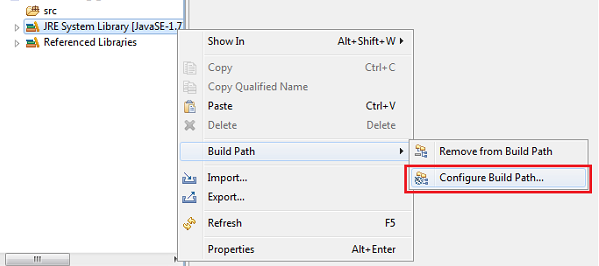 src
JRE System Library [JavaSE-1.7
Referenced Libraries
Show In Alt+Shift+W
Copy Ctrl+C
Copy Qualified Name
Paste Ctrl+V
Delete Delete
Build Path
Remove from Build Path
Configure Build Path...
Import...
Export...
Refresh F5
Properties Alt+Enter